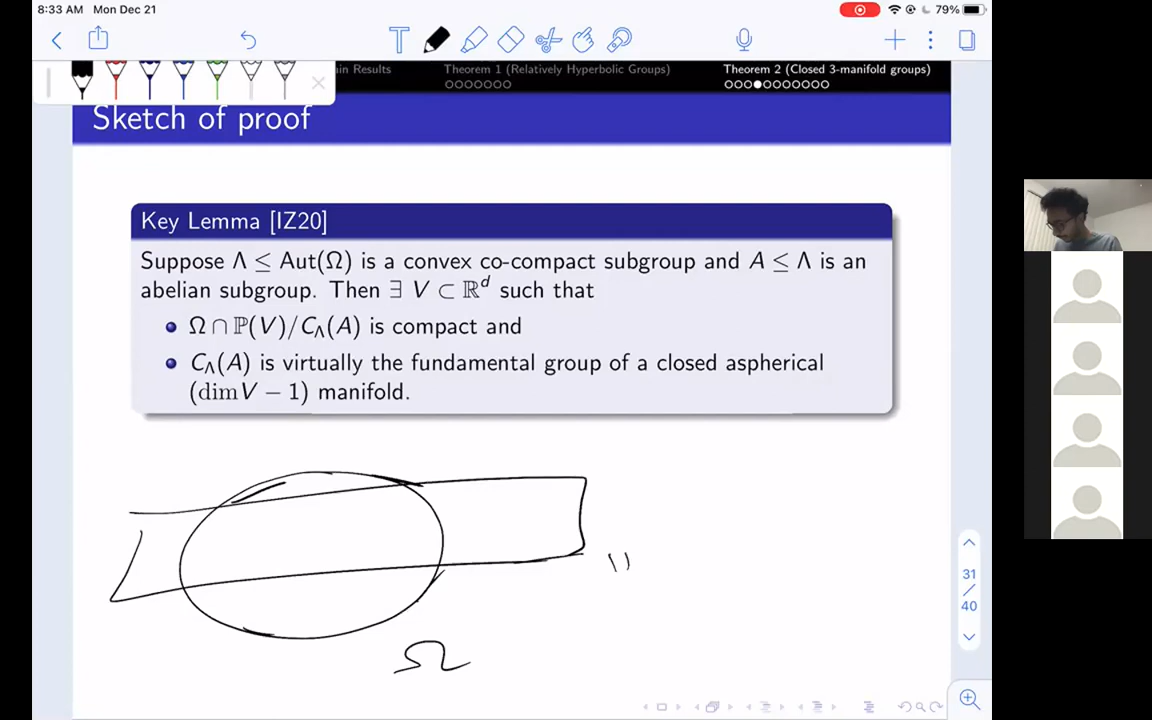 8:33 AM Mon Dec 21
79%
in Results
Theorem 1 (Relatively Hyperbolic Groups)
Theorem 2 (Closed 3-manifold groups)
Sketch of proof
Key Lemma [IZ20]
Suppose Λ ≤ Aut(Ω) is a convex co-compact subgroup and A ≤ Λ is an
abelian subgroup. Then ∃ V ⊂ ℝᵈ such that
Ω ∩ ℙ(V)/C_Λ(A) is compact and
C_Λ(A) is virtually the fundamental group of a closed aspherical
(dim V − 1) manifold.
Ω
31
/
40